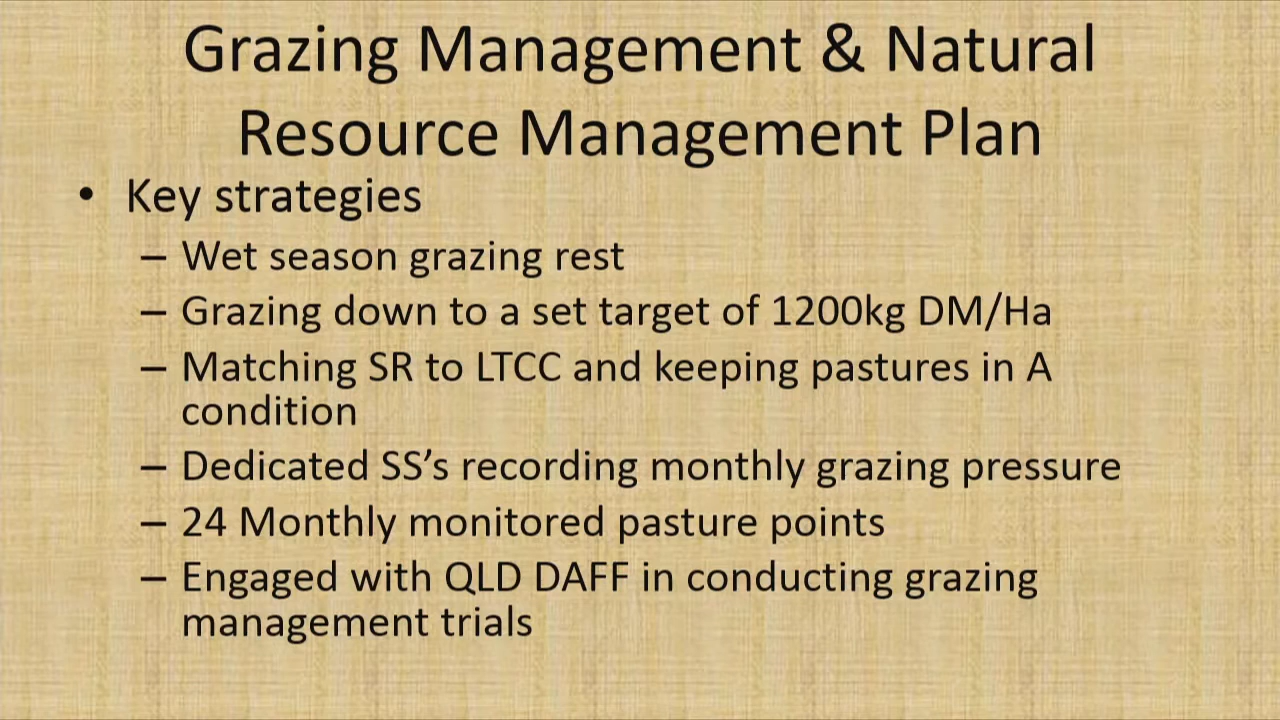 Grazing Management & Natural
Resource Management Plan
• Key strategies
– Wet season grazing rest
– Grazing down to a set target of 1200kg DM/Ha
– Matching SR to LTCC and keeping pastures in A
condition
– Dedicated SS’s recording monthly grazing pressure
– 24 Monthly monitored pasture points
– Engaged with QLD DAFF in conducting grazing
management trials